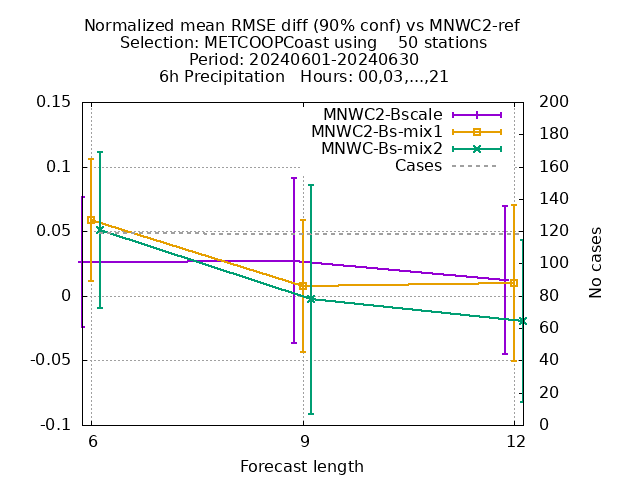 Normalized mean RMSE diff (90% conf) vs MNWC2-ref
Selection: METCOOPCoast using    50 stations
Period: 20240601-20240630
6h Precipitation   Hours: 00,03,...,21
0.15
0.1
0.05
0
-0.05
-0.1
MNWC2-Bscale
MNWC2-Bs-mix1
MNWC-Bs-mix2
Cases
200
180
160
140
120
100
80
60
40
20
0
No cases
6
9
12
Forecast length